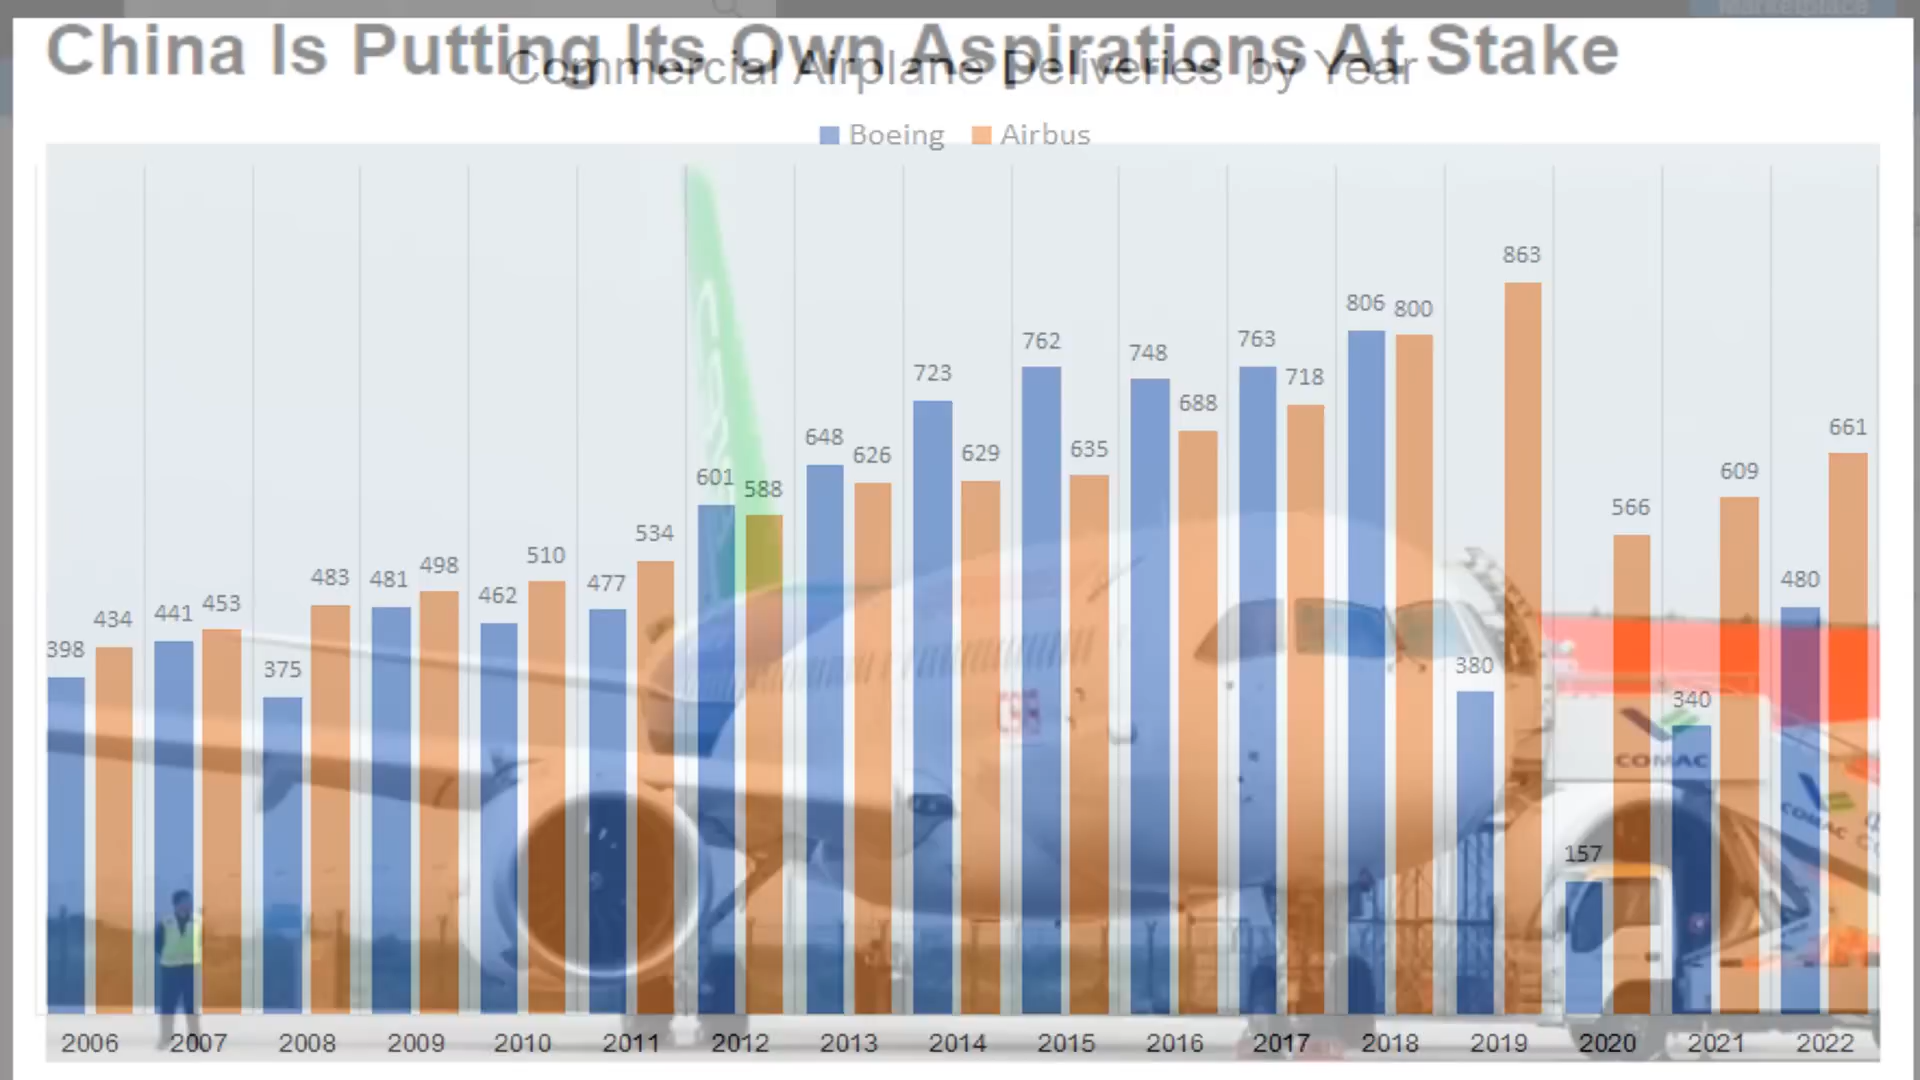 Marketplace
China Is Putting Its Own Aspirations At Stake
Commercial Airplane Deliveries by Year
Boeing Airbus
863
806 800
762 763
748
723 718
688
648 661
626 629 635
601 609
588
566
534
510
483 481 498 477 480
462
434 441 453
398
375 380
340
COMAC
COMAC
157
2006 2007 2008 2009 2010 2011 2012 2013 2014 2015 2016 2017 2018 2019 2020 2021 2022